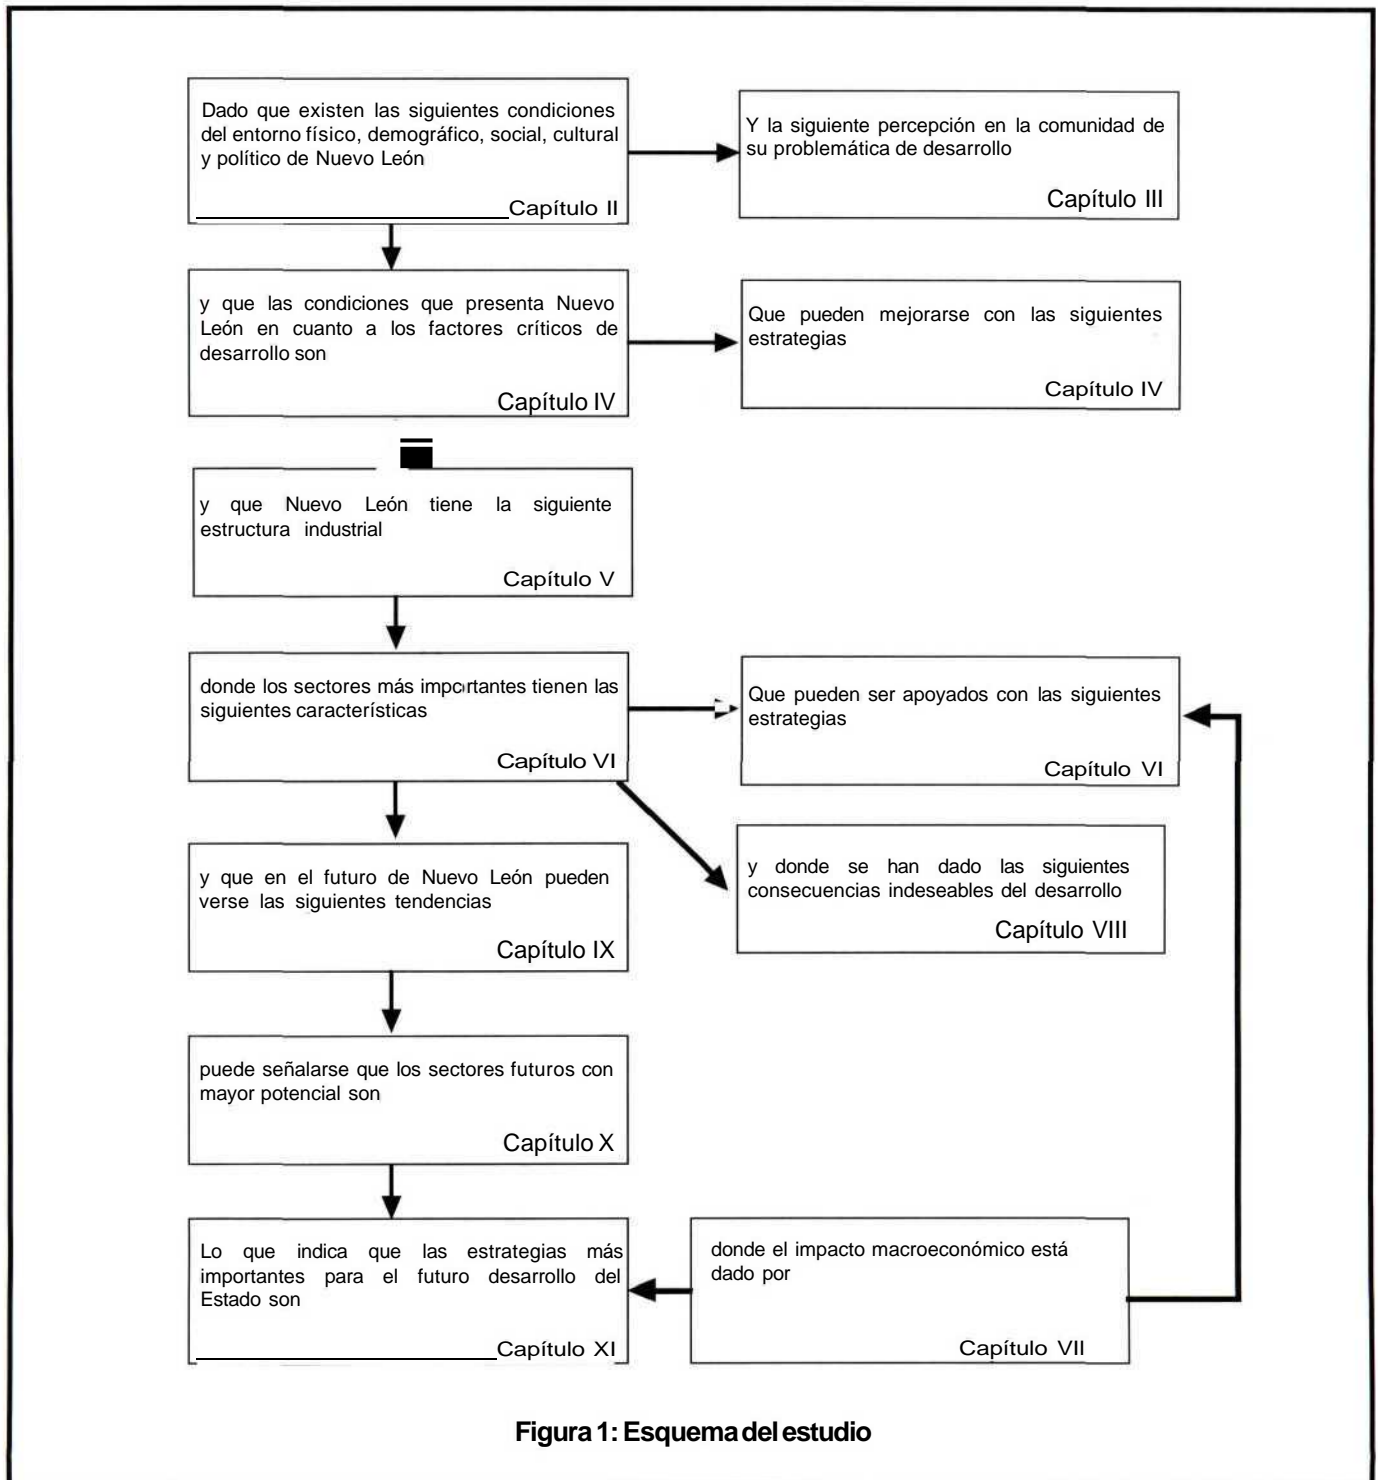 Dado que existen las siguientes condiciones
del entorno físico, demográfico, social, cultural
y político de Nuevo León
Capítulo II
Y la siguiente percepción en la comunidad de
su problemática de desarrollo
Capítulo III
y que las condiciones que presenta Nuevo
León en cuanto a los factores críticos de
desarrollo son
Capítulo IV
Que pueden mejorarse con las siguientes
estrategias
Capítulo IV
y que Nuevo León tiene la siguiente
estructura industrial
Capítulo V
donde los sectores más importantes tienen las
siguientes características
Capítulo VI
Que pueden ser apoyados con las siguientes
estrategias
Capítulo VI
y donde se han dado las siguientes
consecuencias indeseables del desarrollo
Capítulo VIII
y que en el futuro de Nuevo León pueden
verse las siguientes tendencias
Capítulo IX
puede señalarse que los sectores futuros con
mayor potencial son
Capítulo X
Lo que indica que las estrategias más
importantes para el futuro desarrollo del
Estado son
Capítulo XI
donde el impacto macroeconómico está
dado por
Capítulo VII
Figura 1: Esquema del estudio